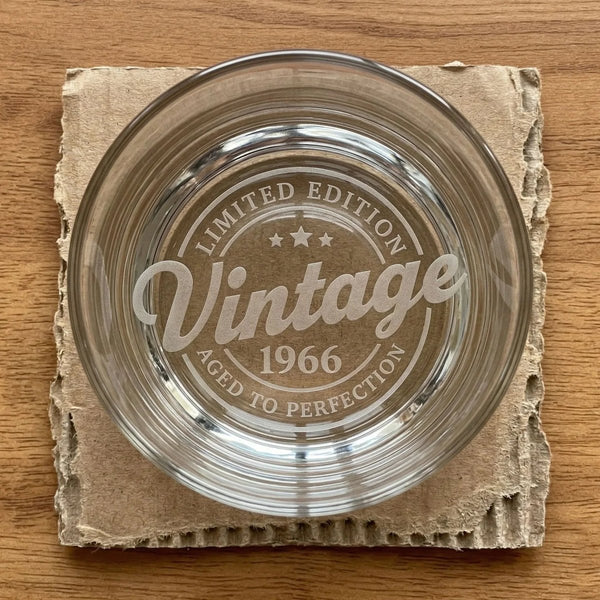 LIMITED EDITION
Vintage
1966
AGED TO PERFECTION